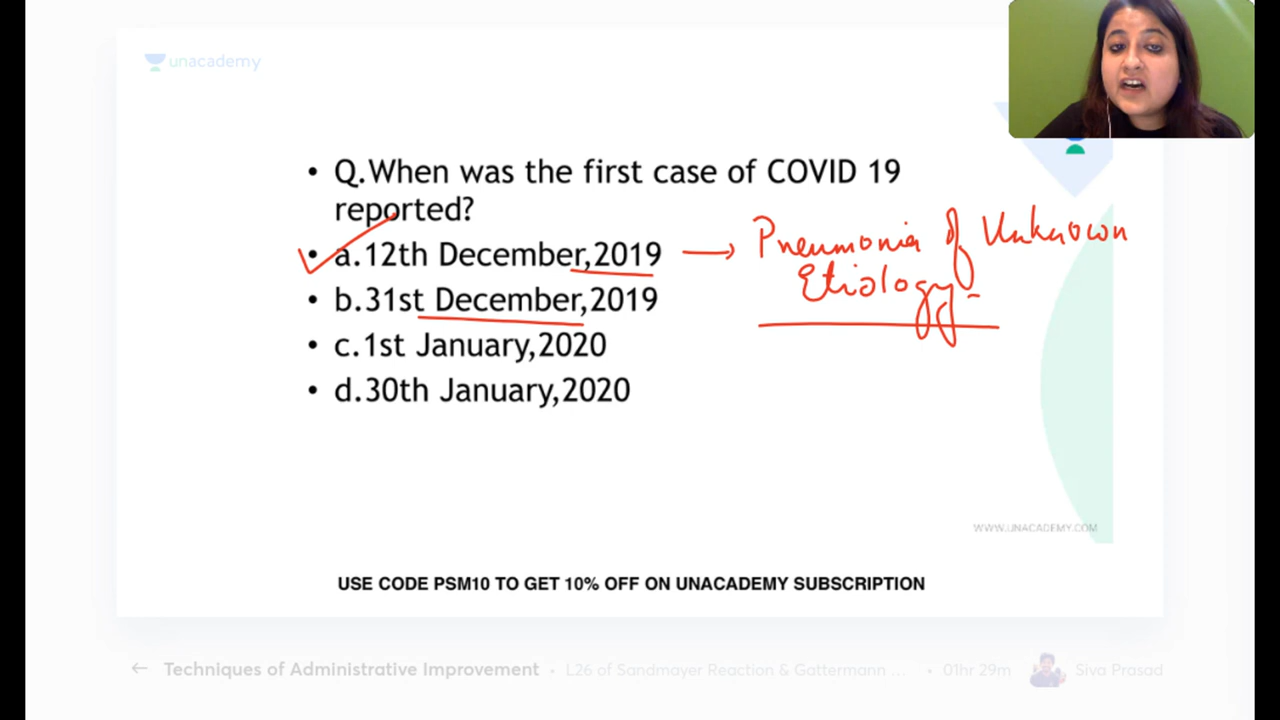 unacademy
• Q.When was the first case of COVID 19
reported?
• a.12th December,2019 → Pneumonia of Unknown
Etiology
• b.31st December,2019
• c.1st January,2020
• d.30th January,2020
WWW.UNACADEMY.COM
USE CODE PSM10 TO GET 10% OFF ON UNACADEMY SUBSCRIPTION
← Techniques of Administrative Improvement • L26 of Sandmayer Reaction & Gattermann ... • 01hr 29m Siva Prasad